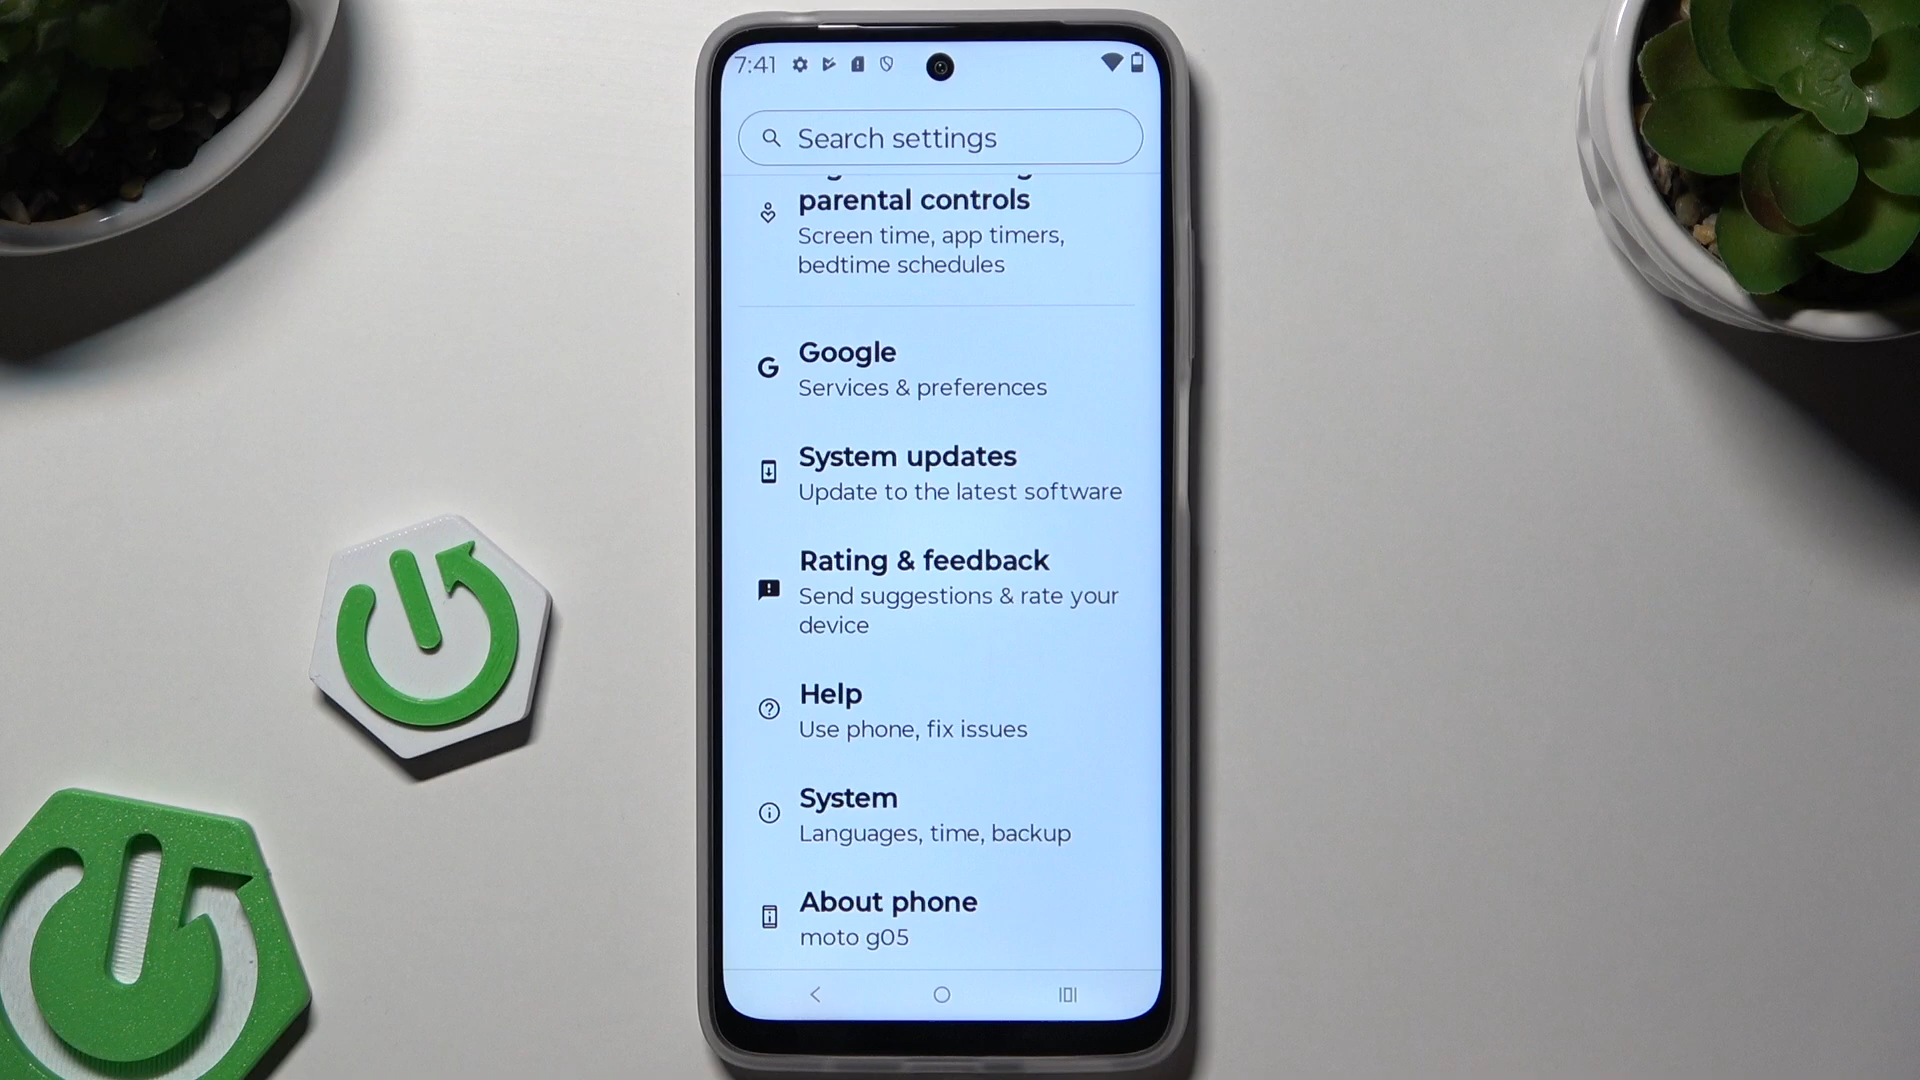 7:41
Search settings
parental controls
Screen time, app timers,
bedtime schedules
Google
Services & preferences
System updates
Update to the latest software
Rating & feedback
Send suggestions & rate your
device
Help
Use phone, fix issues
System
Languages, time, backup
About phone
moto g05